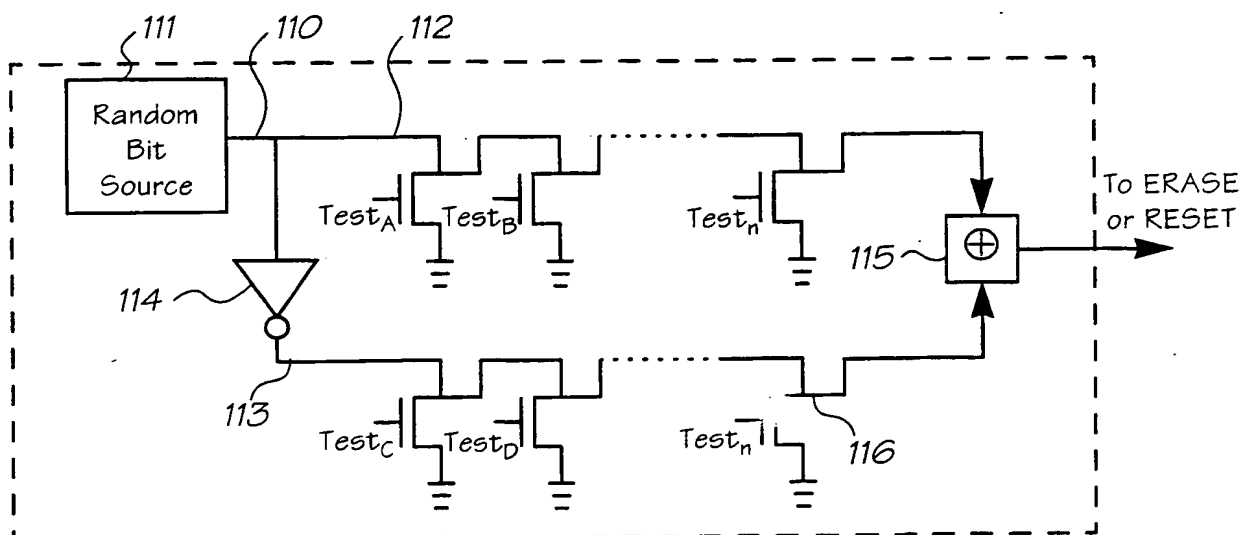 111
110
112
Random
Bit
Source
Test_A
Test_B
Test_n
To ERASE
or RESET
115
⊕
114
113
Test_C
Test_D
Test_n
116